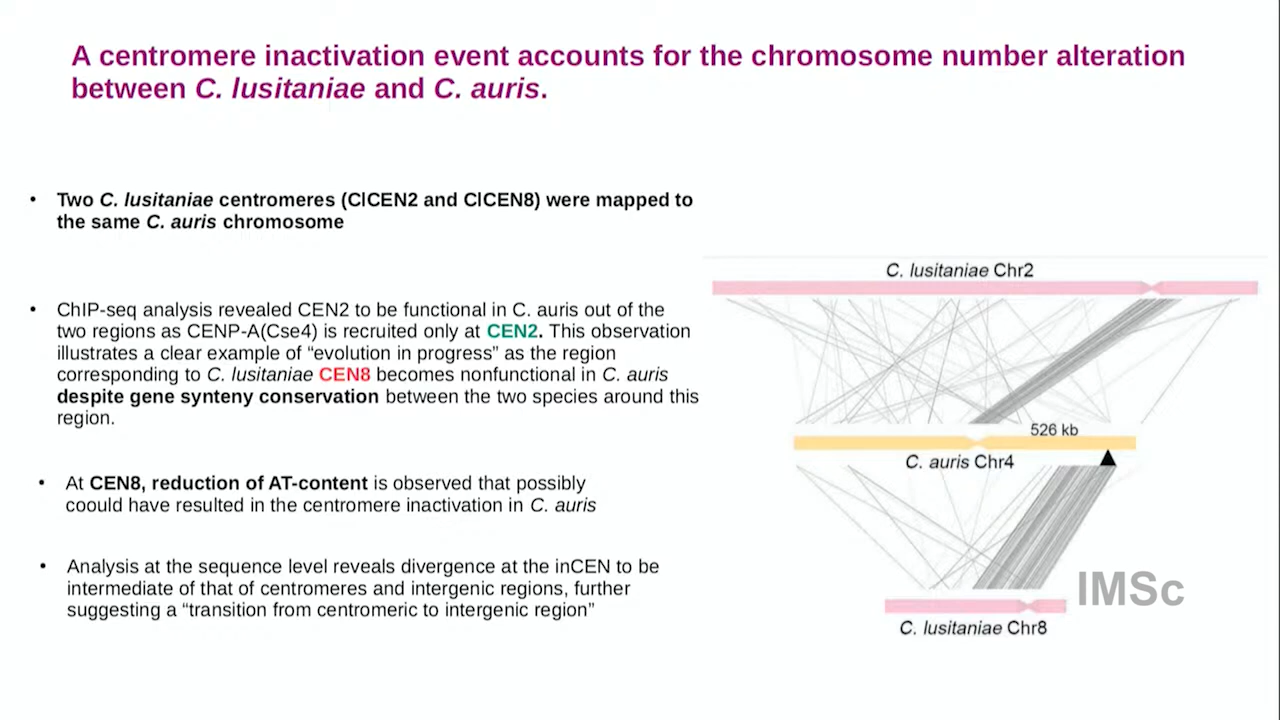 A centromere inactivation event accounts for the chromosome number alteration
between C. lusitaniae and C. auris.
• Two C. lusitaniae centromeres (ClCEN2 and ClCEN8) were mapped to
the same C. auris chromosome
• ChIP-seq analysis revealed CEN2 to be functional in C. auris out of the
two regions as CENP-A(Cse4) is recruited only at CEN2. This observation
illustrates a clear example of “evolution in progress” as the region
corresponding to C. lusitaniae CEN8 becomes nonfunctional in C. auris
despite gene synteny conservation between the two species around this
region.
• At CEN8, reduction of AT-content is observed that possibly
coould have resulted in the centromere inactivation in C. auris
• Analysis at the sequence level reveals divergence at the inCEN to be
intermediate of that of centromeres and intergenic regions, further
suggesting a “transition from centromeric to intergenic region”
C. lusitaniae Chr2
526 kb
C. auris Chr4
IMSc
C. lusitaniae Chr8